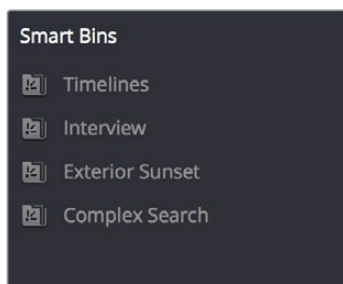 Smart Bins
Timelines
Interview
Exterior Sunset
Complex Search